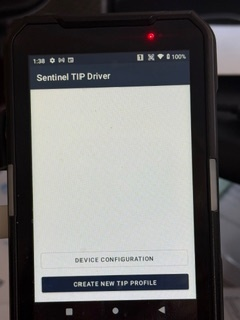 1:38 100%
Sentinel TIP Driver
DEVICE CONFIGURATION
CREATE NEW TIP PROFILE